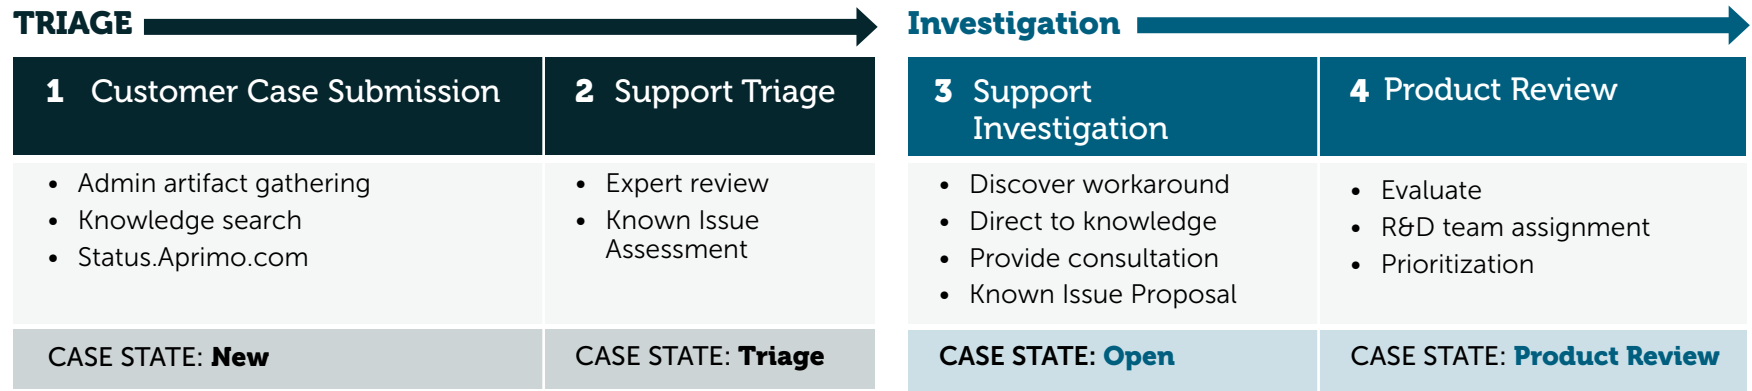 TRIAGE
1 Customer Case Submission
• Admin artifact gathering
• Knowledge search
• Status.Aprimo.com
CASE STATE: New
2 Support Triage
• Expert review
• Known Issue
Assessment
CASE STATE: Triage
Investigation
3 Support
Investigation
• Discover workaround
• Direct to knowledge
• Provide consultation
• Known Issue Proposal
CASE STATE: Open
4 Product Review
• Evaluate
• R&D team assignment
• Prioritization
CASE STATE: Product Review